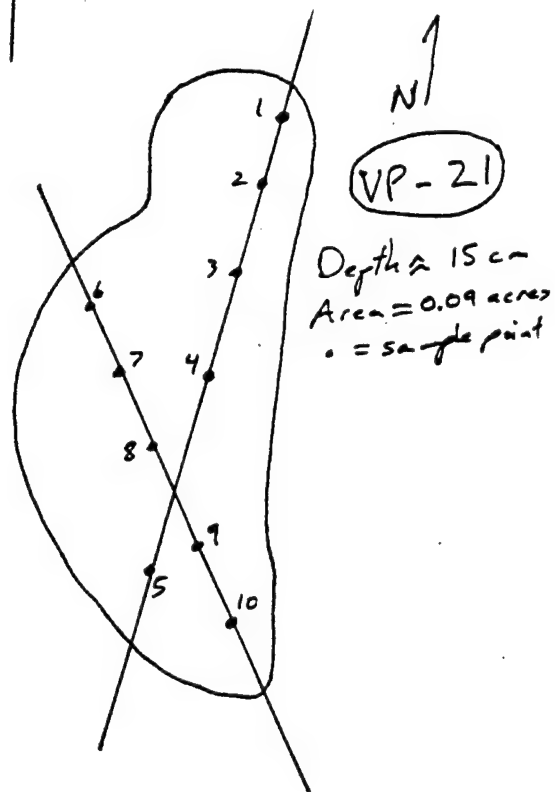 N
VP-21
Depth ≈ 15 cm
Area = 0.09 acres
• = sample point
1
2
3
4
5
6
7
8
9
10